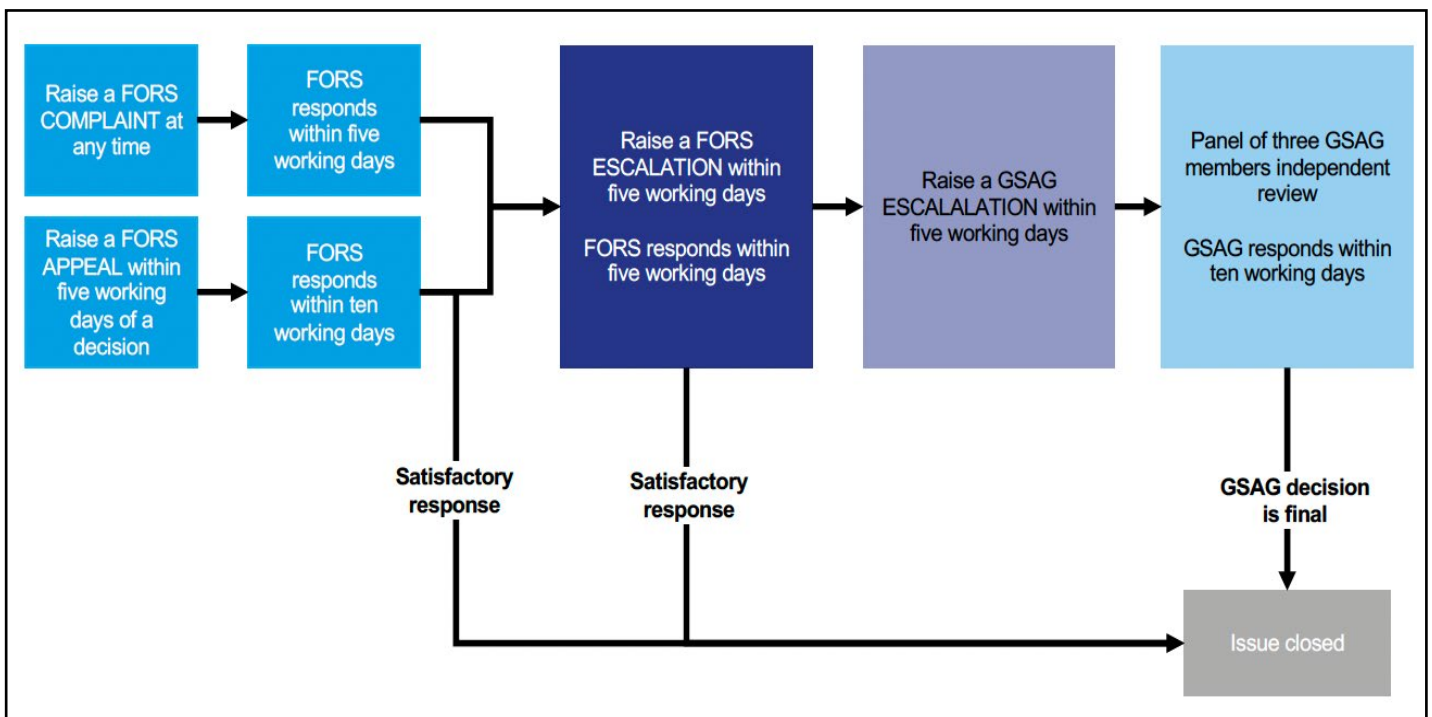 Raise a FORS
COMPLAINT at
any time
FORS
responds
within five
working days
Raise a FORS
APPEAL within
five working
days of a
decision
FORS
responds
within ten
working days
Raise a FORS
ESCALATION within
five working days
FORS responds within
five working days
Raise a GSAG
ESCALALATION within
five working days
Panel of three GSAG
members independent
review
GSAG responds within
ten working days
Satisfactory
response
Satisfactory
response
GSAG decision
is final
Issue closed